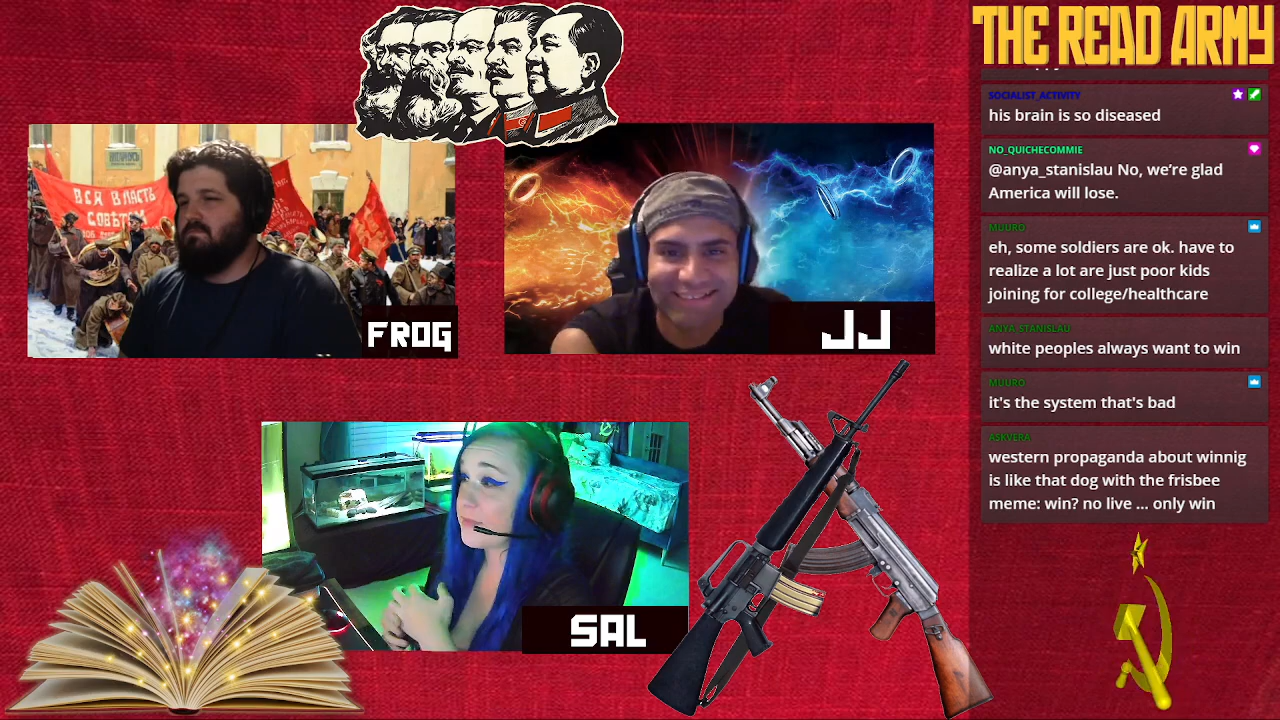 THE READ ARMY
SOCIALIST_ACTIVITY
his brain is so diseased
NO_QUICHECOMMIE
@anya_stanislau No, we’re glad
America will lose.
MUURO
eh, some soldiers are ok. have to
realize a lot are just poor kids
joining for college/healthcare
ANYA_STANISLAU
white peoples always want to win
MUURO
it's the system that's bad
ASKVERA
western propaganda about winnig
is like that dog with the frisbee
meme: win? no live ... only win
ВСЯ ВЛАСТЬ
СОВѢТАМ
FROG
JJ
SAL